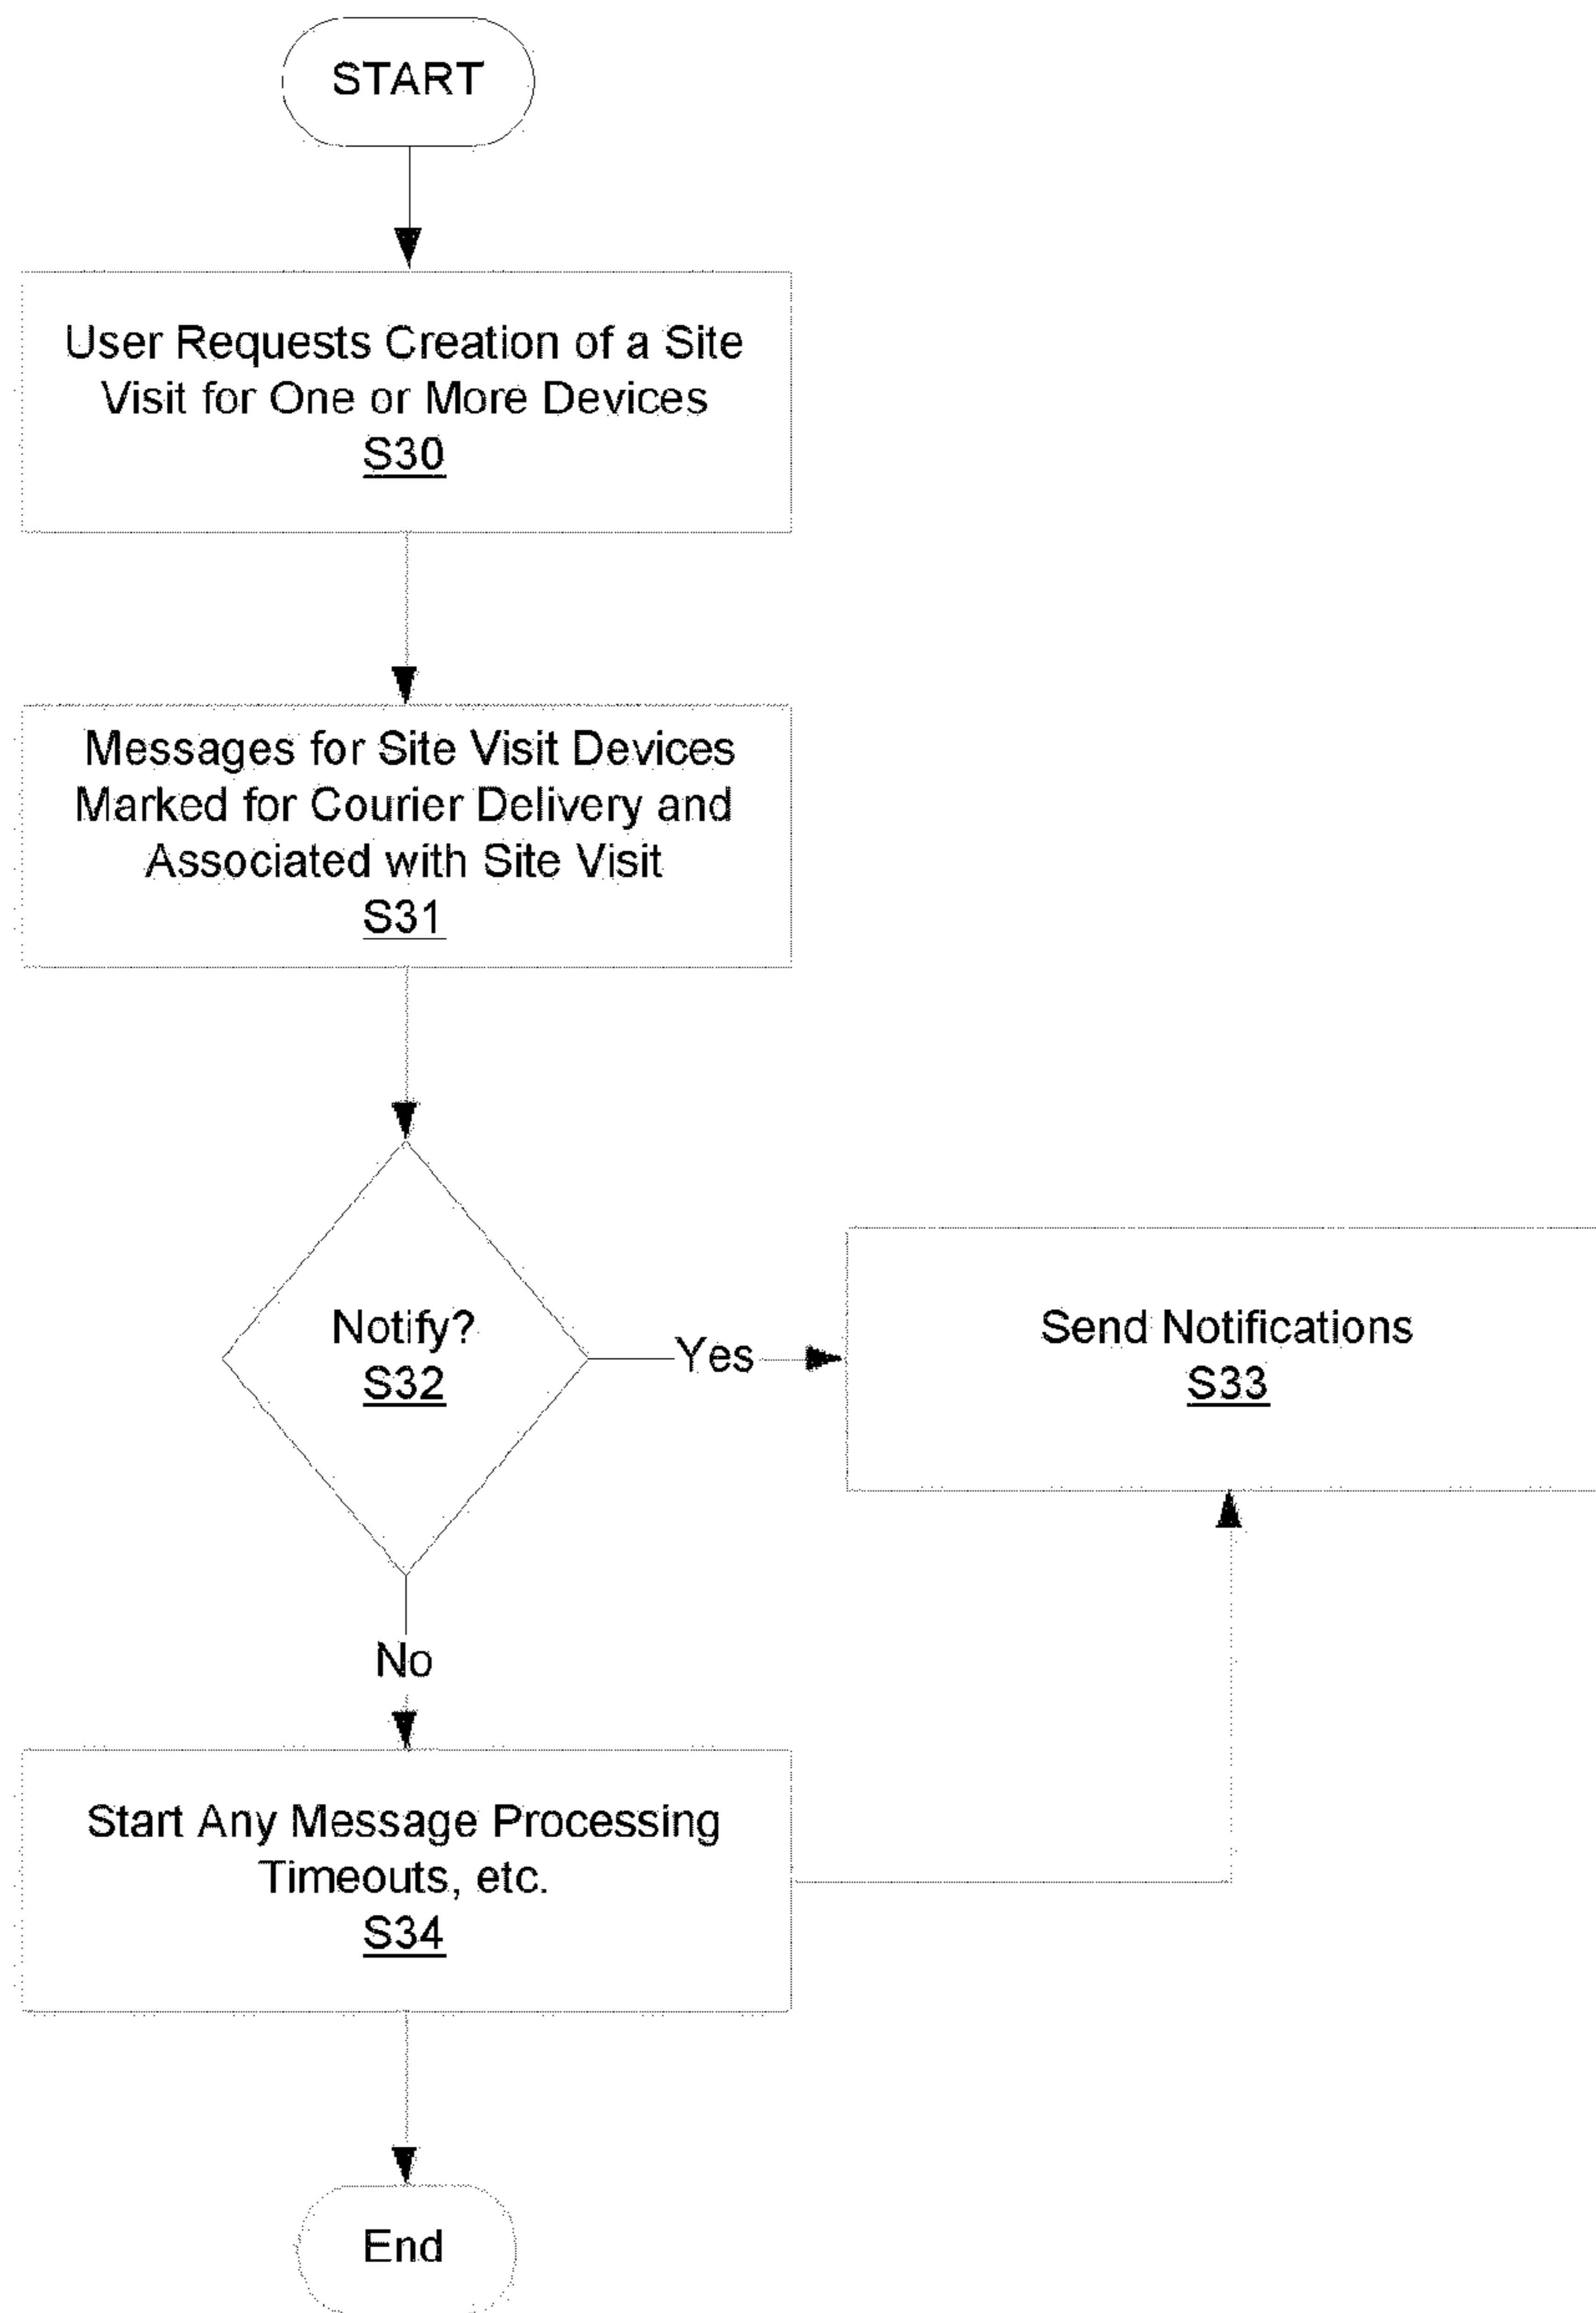 START
User Requests Creation of a Site
Visit for One or More Devices
S30
Messages for Site Visit Devices
Marked for Courier Delivery and
Associated with Site Visit
S31
Notify?
S32
Yes
Send Notifications
S33
No
Start Any Message Processing
Timeouts, etc.
S34
End